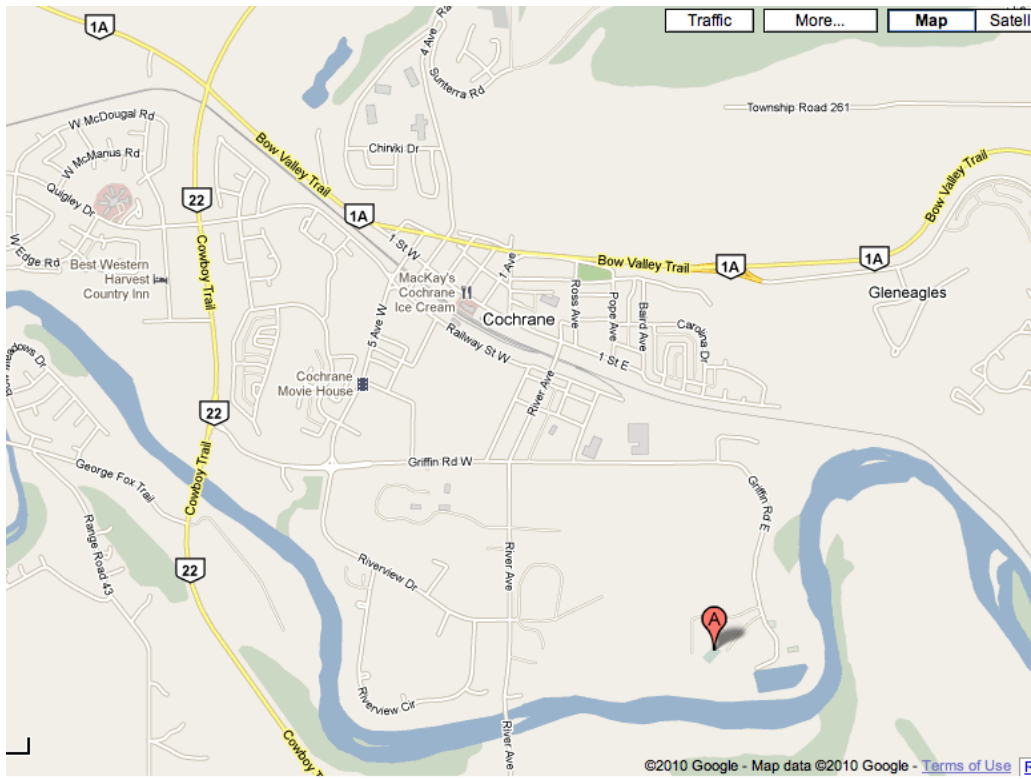 Traffic
More...
Map
Satell
1A
4 Ave
Sunterra Rd
Township Road 261
W McDougal Rd
W McManus Rd
Quigley Dr
Chiniki Dr
Bow Valley Trail
Bow Valley Trail
22
1A
1 St W
1 Ave
Bow Valley Trail
1A
1A
W Edge Rd
Best Western
Harvest
Country Inn
Cowboy Trail
MacKay's
Cochrane
Ice Cream
Cochrane
Ross Ave
Pope Ave
Baird Ave
Carolina Dr
Gleneagles
5 Ave W
Railway St W
1 St E
Cochrane
Movie House
River Ave
22
Cowboy Trail
George Fox Trail
Griffin Rd W
Griffin Rd E
Range Road 43
22
Riverview Dr
River Ave
A
Riverview Cir
River Ave
Cowboy Trail
©2010 Google - Map data ©2010 Google - Terms of Use